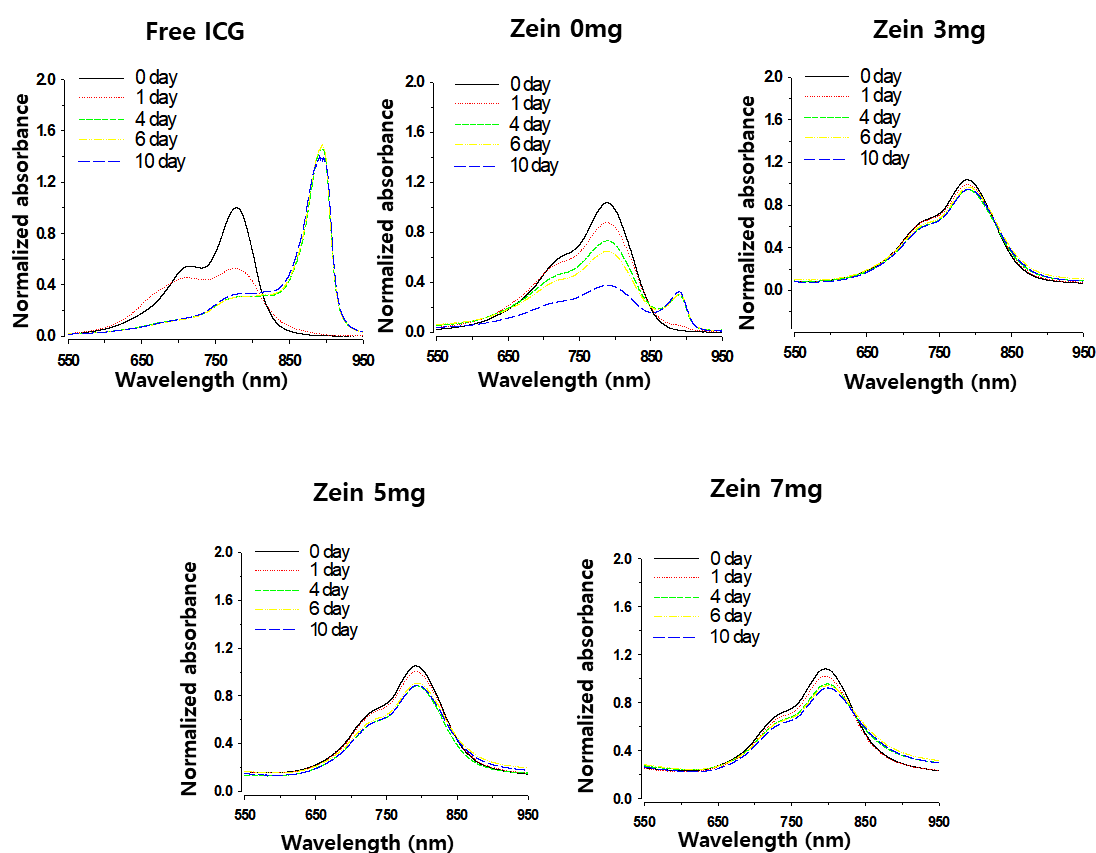 Free ICG
0 day
1 day
4 day
6 day
10 day
2.0
1.6
1.2
0.8
0.4
0.0
550 650 750 850 950
Normalized absorbance
Wavelength (nm)
Zein 0mg
0 day
1 day
4 day
6 day
10 day
2.0
1.6
1.2
0.8
0.4
0.0
550 650 750 850 950
Normalized absorbance
Wavelength (nm)
Zein 3mg
0 day
1 day
4 day
6 day
10 day
2.0
1.6
1.2
0.8
0.4
0.0
550 650 750 850 950
Normalized absorbance
Wavelength (nm)
Zein 5mg
0 day
1 day
4 day
6 day
10 day
2.0
1.6
1.2
0.8
0.4
0.0
550 650 750 850 950
Normalized absorbance
Wavelength (nm)
Zein 7mg
0 day
1 day
4 day
6 day
10 day
2.0
1.6
1.2
0.8
0.4
0.0
550 650 750 850 950
Normalized absorbance
Wavelength (nm)